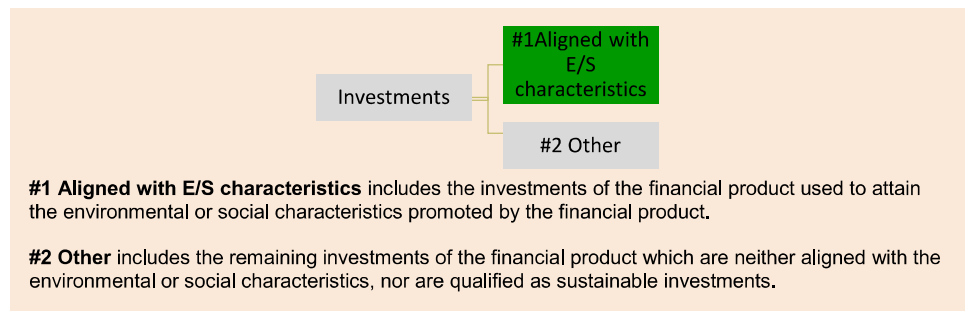 #1Aligned with
E/S
characteristics
Investments
#2 Other
#1 Aligned with E/S characteristics includes the investments of the financial product used to attain
the environmental or social characteristics promoted by the financial product.
#2 Other includes the remaining investments of the financial product which are neither aligned with the
environmental or social characteristics, nor are qualified as sustainable investments.